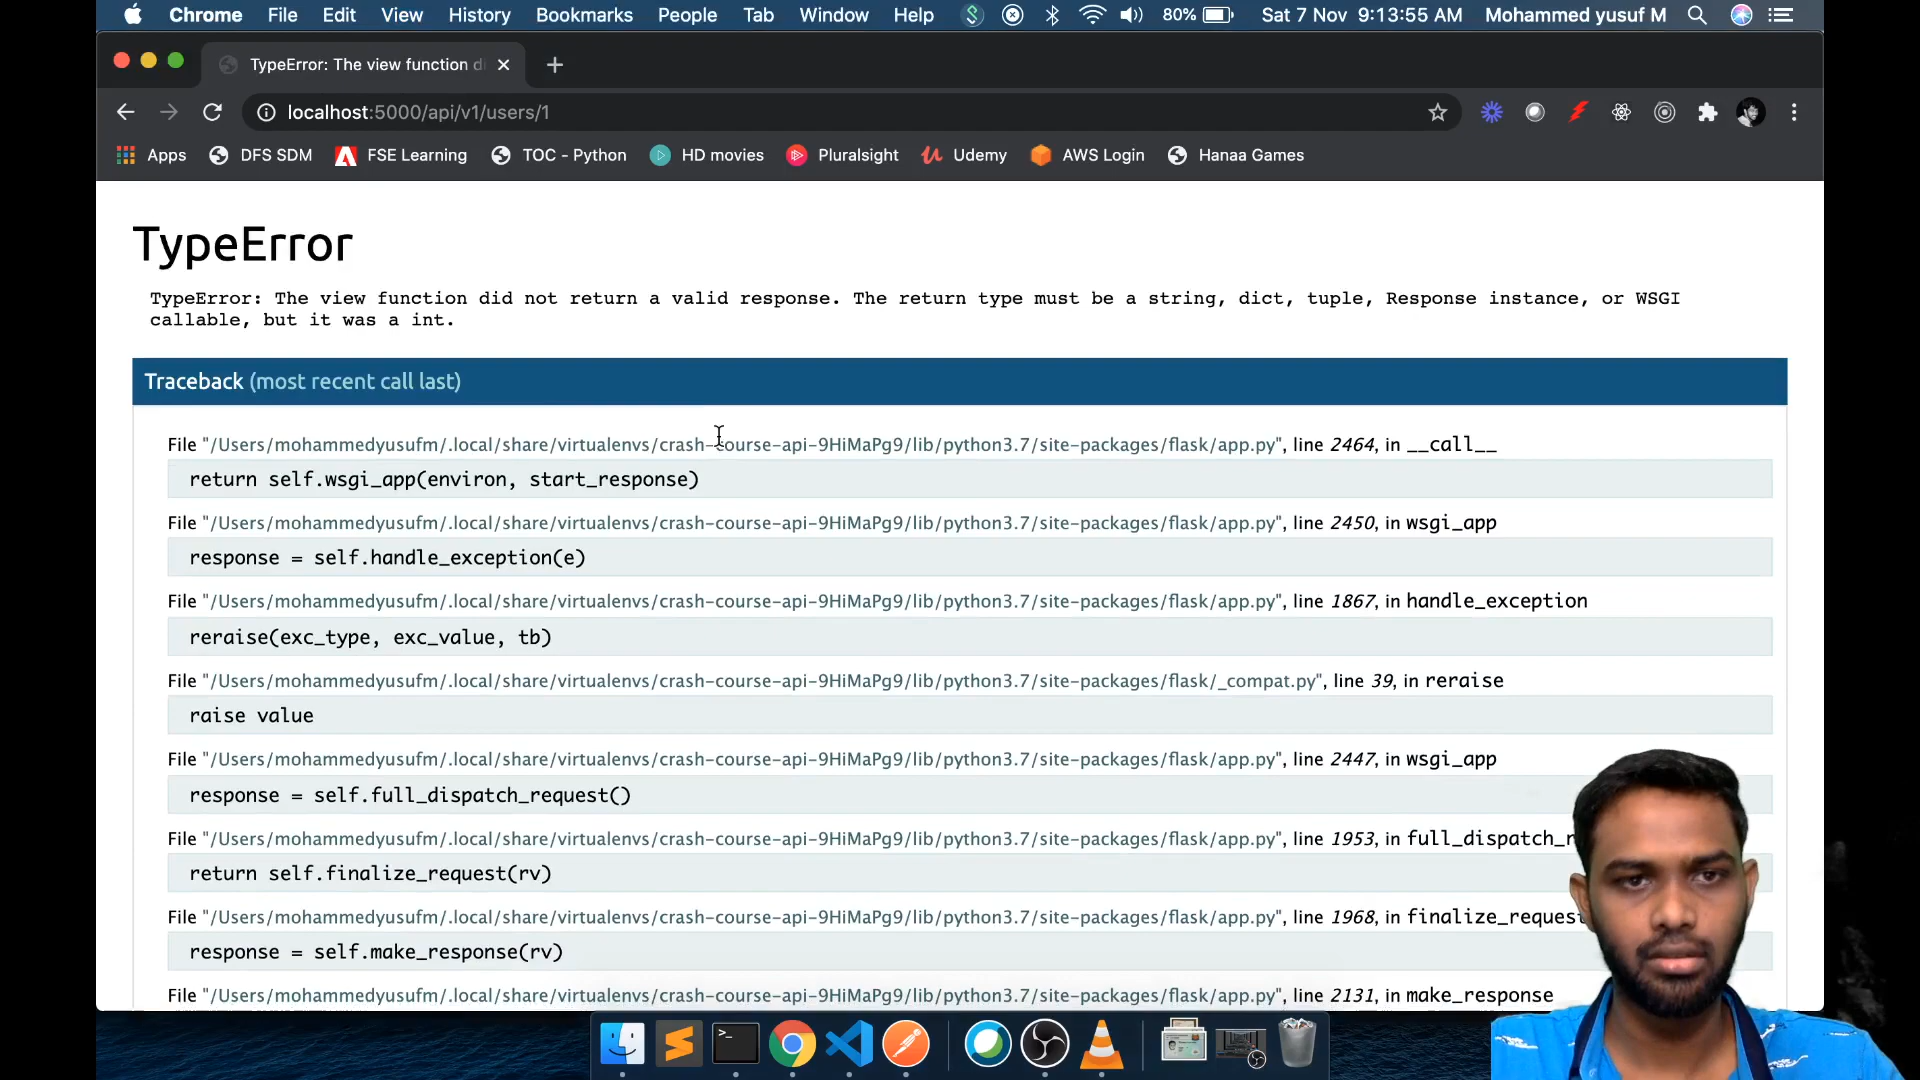 Chrome File Edit View History Bookmarks People Tab Window Help 80% Sat 7 Nov 9:13:55 AM Mohammed yusuf M
TypeError: The view function di
localhost:5000/api/v1/users/1
Apps DFS SDM FSE Learning TOC - Python HD movies Pluralsight Udemy AWS Login Hanaa Games
TypeError
TypeError: The view function did not return a valid response. The return type must be a string, dict, tuple, Response instance, or WSGI
callable, but it was a int.
Traceback (most recent call last)
File "/Users/mohammedyusufm/.local/share/virtualenvs/crash-course-api-9HiMaPg9/lib/python3.7/site-packages/flask/app.py", line 2464, in __call__
return self.wsgi_app(environ, start_response)
File "/Users/mohammedyusufm/.local/share/virtualenvs/crash-course-api-9HiMaPg9/lib/python3.7/site-packages/flask/app.py", line 2450, in wsgi_app
response = self.handle_exception(e)
File "/Users/mohammedyusufm/.local/share/virtualenvs/crash-course-api-9HiMaPg9/lib/python3.7/site-packages/flask/app.py", line 1867, in handle_exception
reraise(exc_type, exc_value, tb)
File "/Users/mohammedyusufm/.local/share/virtualenvs/crash-course-api-9HiMaPg9/lib/python3.7/site-packages/flask/_compat.py", line 39, in reraise
raise value
File "/Users/mohammedyusufm/.local/share/virtualenvs/crash-course-api-9HiMaPg9/lib/python3.7/site-packages/flask/app.py", line 2447, in wsgi_app
response = self.full_dispatch_request()
File "/Users/mohammedyusufm/.local/share/virtualenvs/crash-course-api-9HiMaPg9/lib/python3.7/site-packages/flask/app.py", line 1953, in full_dispatch_r
return self.finalize_request(rv)
File "/Users/mohammedyusufm/.local/share/virtualenvs/crash-course-api-9HiMaPg9/lib/python3.7/site-packages/flask/app.py", line 1968, in finalize_request
response = self.make_response(rv)
File "/Users/mohammedyusufm/.local/share/virtualenvs/crash-course-api-9HiMaPg9/lib/python3.7/site-packages/flask/app.py", line 2131, in make_response